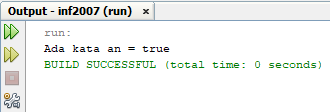 Output - inf2007 (run) ×
run:
Ada kata an = true
BUILD SUCCESSFUL (total time: 0 seconds)